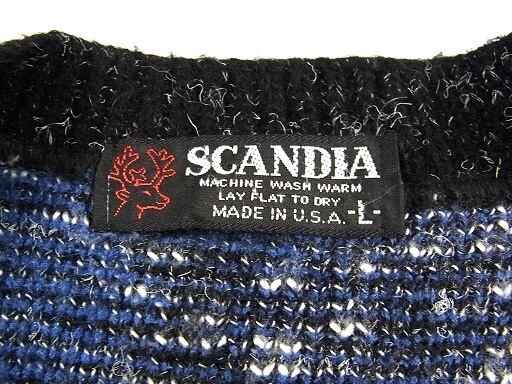 SCANDIA
MACHINE WASH WARM
LAY FLAT TO DRY
MADE IN U.S.A. -L-